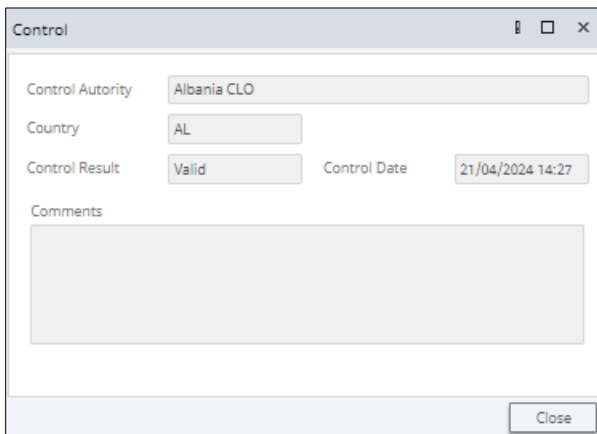 Control
Control Autority Albania CLO
Country AL
Control Result Valid Control Date 21/04/2024 14:27
Comments
Close